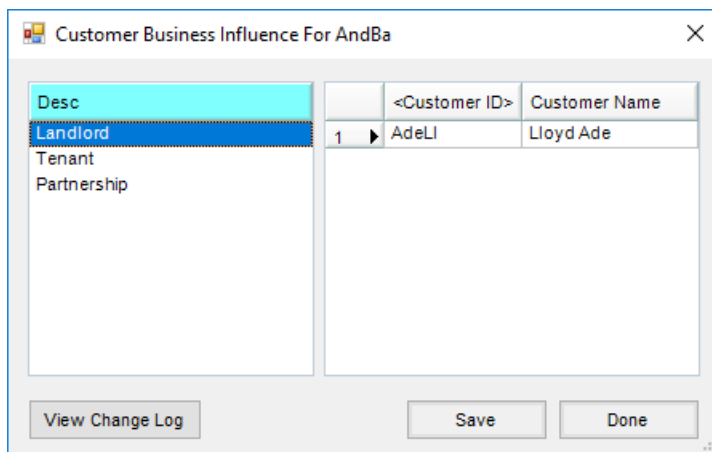 Customer Business Influence For AndBa
Desc
Landlord
Tenant
Partnership
<Customer ID> Customer Name
1 AdeLl Lloyd Ade
View Change Log
Save
Done